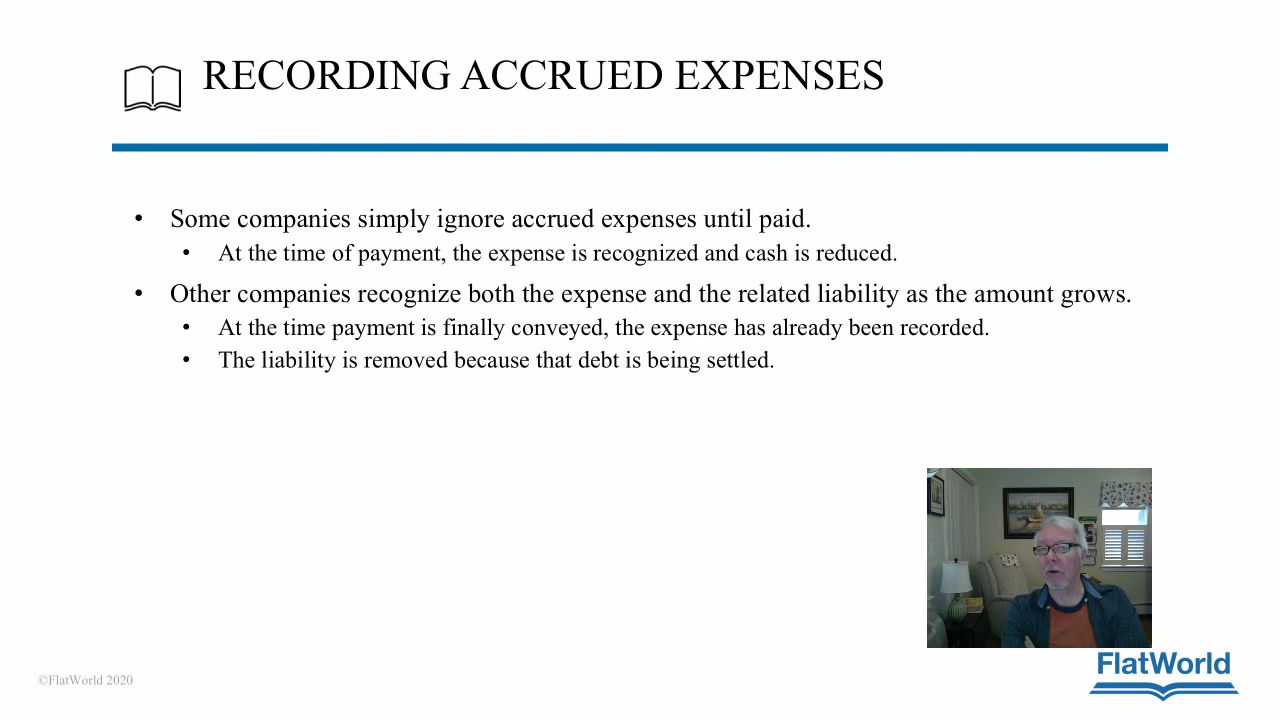 RECORDING ACCRUED EXPENSES
• Some companies simply ignore accrued expenses until paid.
• At the time of payment, the expense is recognized and cash is reduced.
• Other companies recognize both the expense and the related liability as the amount grows.
• At the time payment is finally conveyed, the expense has already been recorded.
• The liability is removed because that debt is being settled.
©FlatWorld 2020
FlatWorld